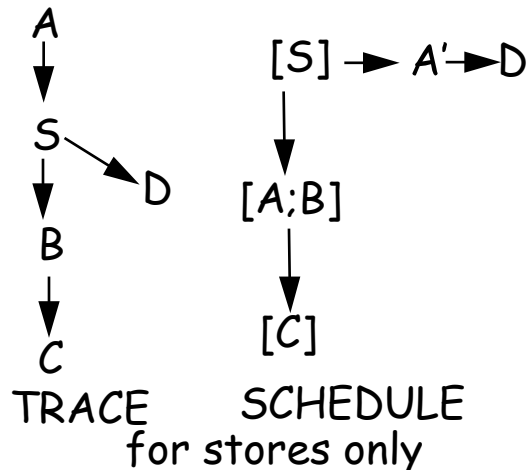 A
[S] A' D
S
D
[A;B]
B
[C]
C
TRACE SCHEDULE
for stores only